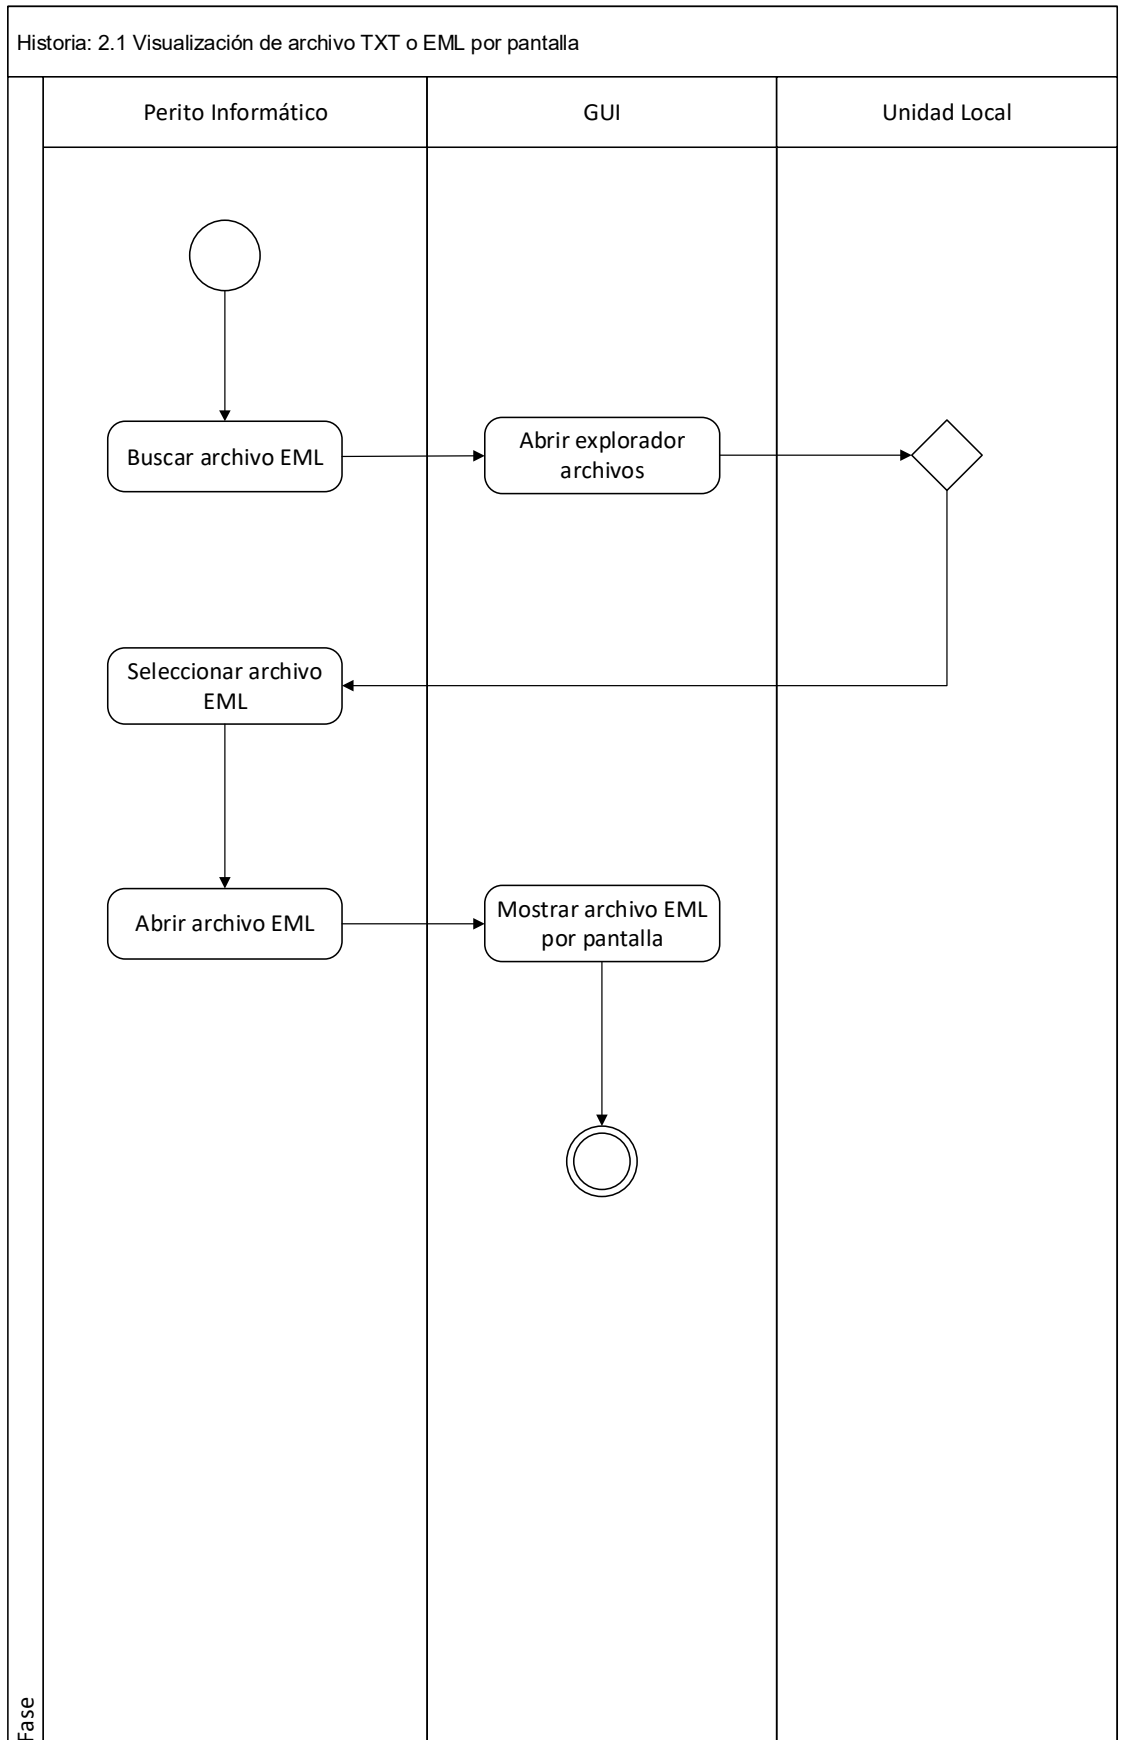 Historia: 2.1 Visualización de archivo TXT o EML por pantalla
Perito Informático
GUI
Unidad Local
Buscar archivo EML
Abrir explorador
archivos
Seleccionar archivo
EML
Abrir archivo EML
Mostrar archivo EML
por pantalla
Fase